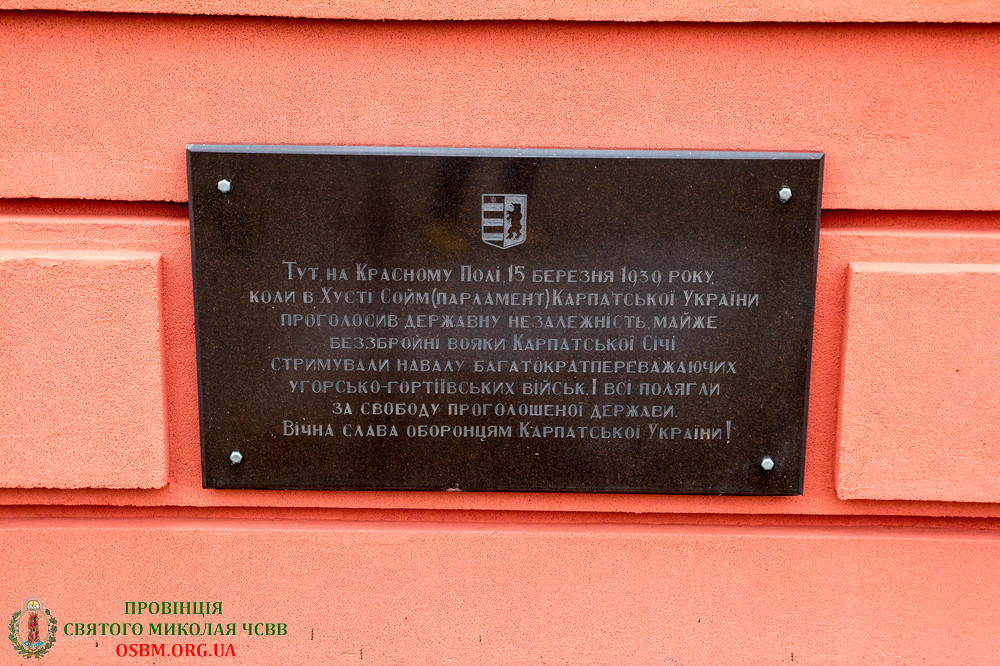 Тут, на Красному Полі, 15 березня 1939 року,
коли в Хусті Сойм(парламент)Карпатської України
проголосив державну незалежність, майже
беззбройні вояки Карпатської Січі
стримували навалу багатократпереважаючих
угорсько-гортіївських військ. І всі полягли
за свободу проголошеної держави.
Вічна слава оборонцям Карпатської України!
ПРОВІНЦІЯ
СВЯТОГО МИКОЛАЯ ЧСВВ
OSBM.ORG.UA